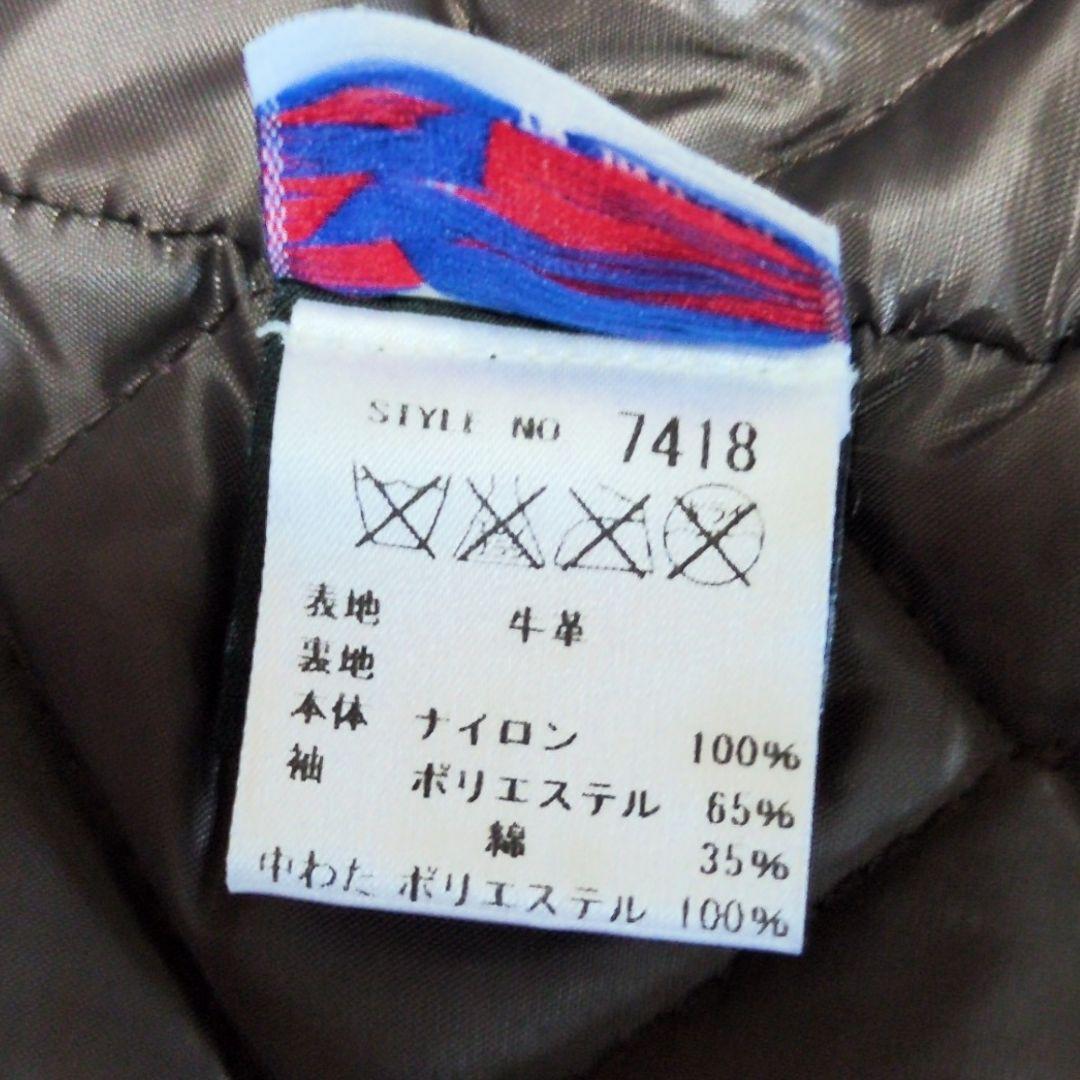 STYLE NO 7418
表地 牛革
裏地
本体 ナイロン 100%
袖 ポリエステル 65%
綿 35%
中わた ポリエステル 100%